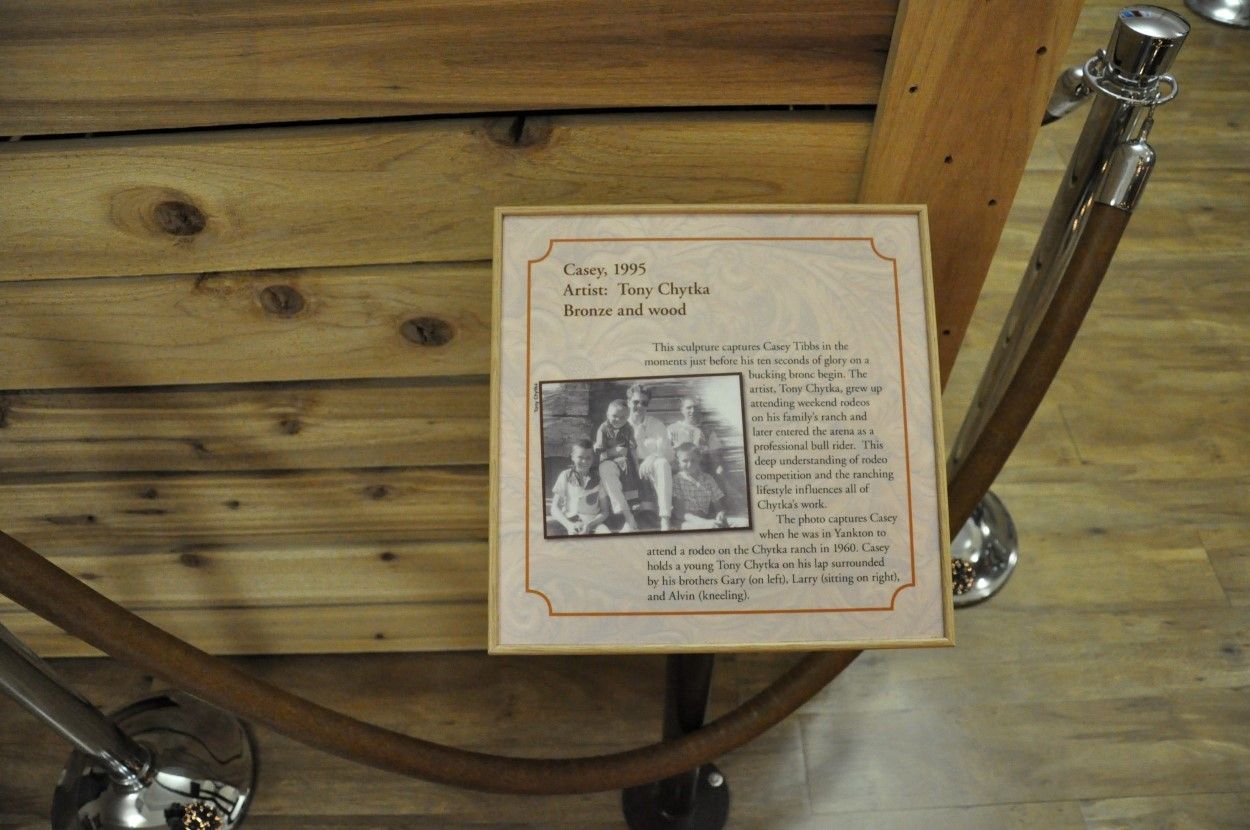 Casey, 1995
Artist: Tony Chytka
Bronze and wood
This sculpture captures Casey Tibbs in the
moments just before his ten seconds of glory on a
bucking bronc begin. The
artist, Tony Chytka, grew up
attending weekend rodeos
on his family's ranch and
later entered the arena as a
professional bull rider. This
deep understanding of rodeo
competition and the ranching
lifestyle influences all of
Chytka's work.
The photo captures Casey
when he was in Yankton to
attend a rodeo on the Chytka ranch in 1960. Casey
holds a young Tony Chytka on his lap surrounded
by his brothers Gary (on left), Larry (sitting on right),
and Alvin (kneeling).
Tony Chytka